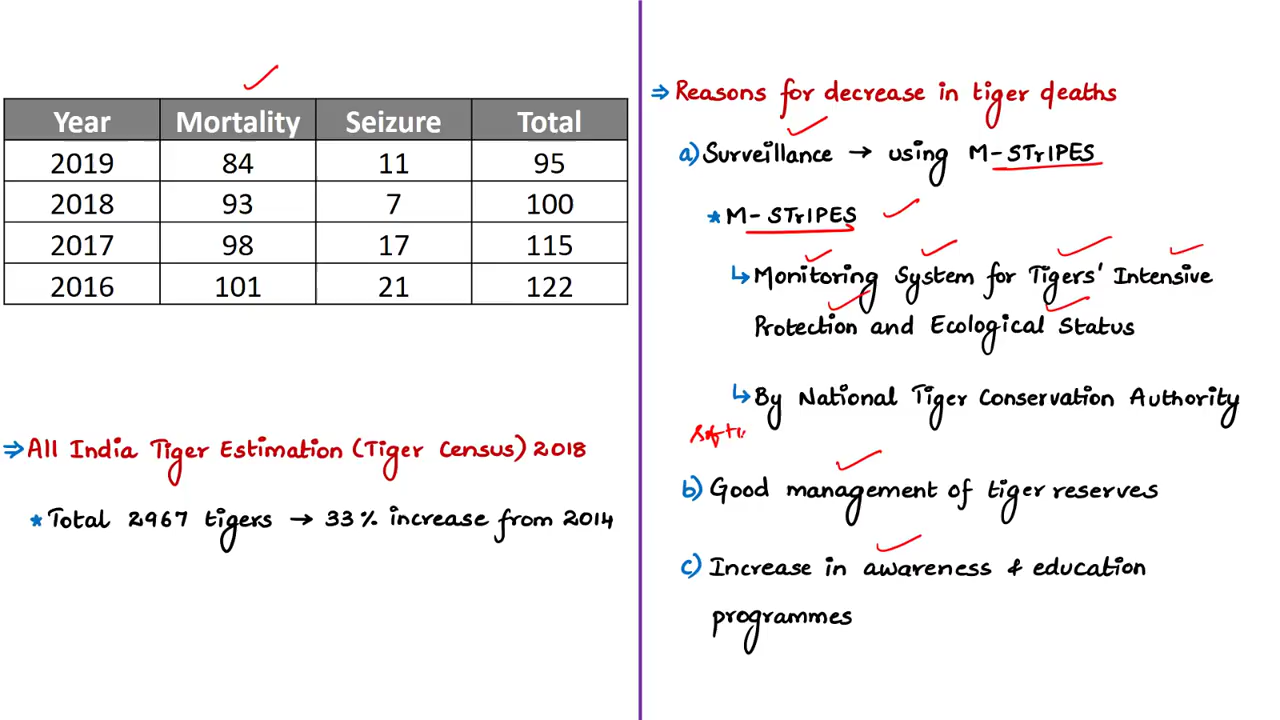 Year Mortality Seizure Total
2019 84 11 95
2018 93 7 100
2017 98 17 115
2016 101 21 122
⇒ All India Tiger Estimation (Tiger Census) 2018
* Total 2967 tigers → 33% increase from 2014
⇒ Reasons for decrease in tiger deaths
a) Surveillance → using M-STrIPES
* M-STrIPES
↳ Monitoring System for Tigers' Intensive
Protection and Ecological Status
↳ By National Tiger Conservation Authority
b) Good management of tiger reserves
c) Increase in awareness & education
programmes